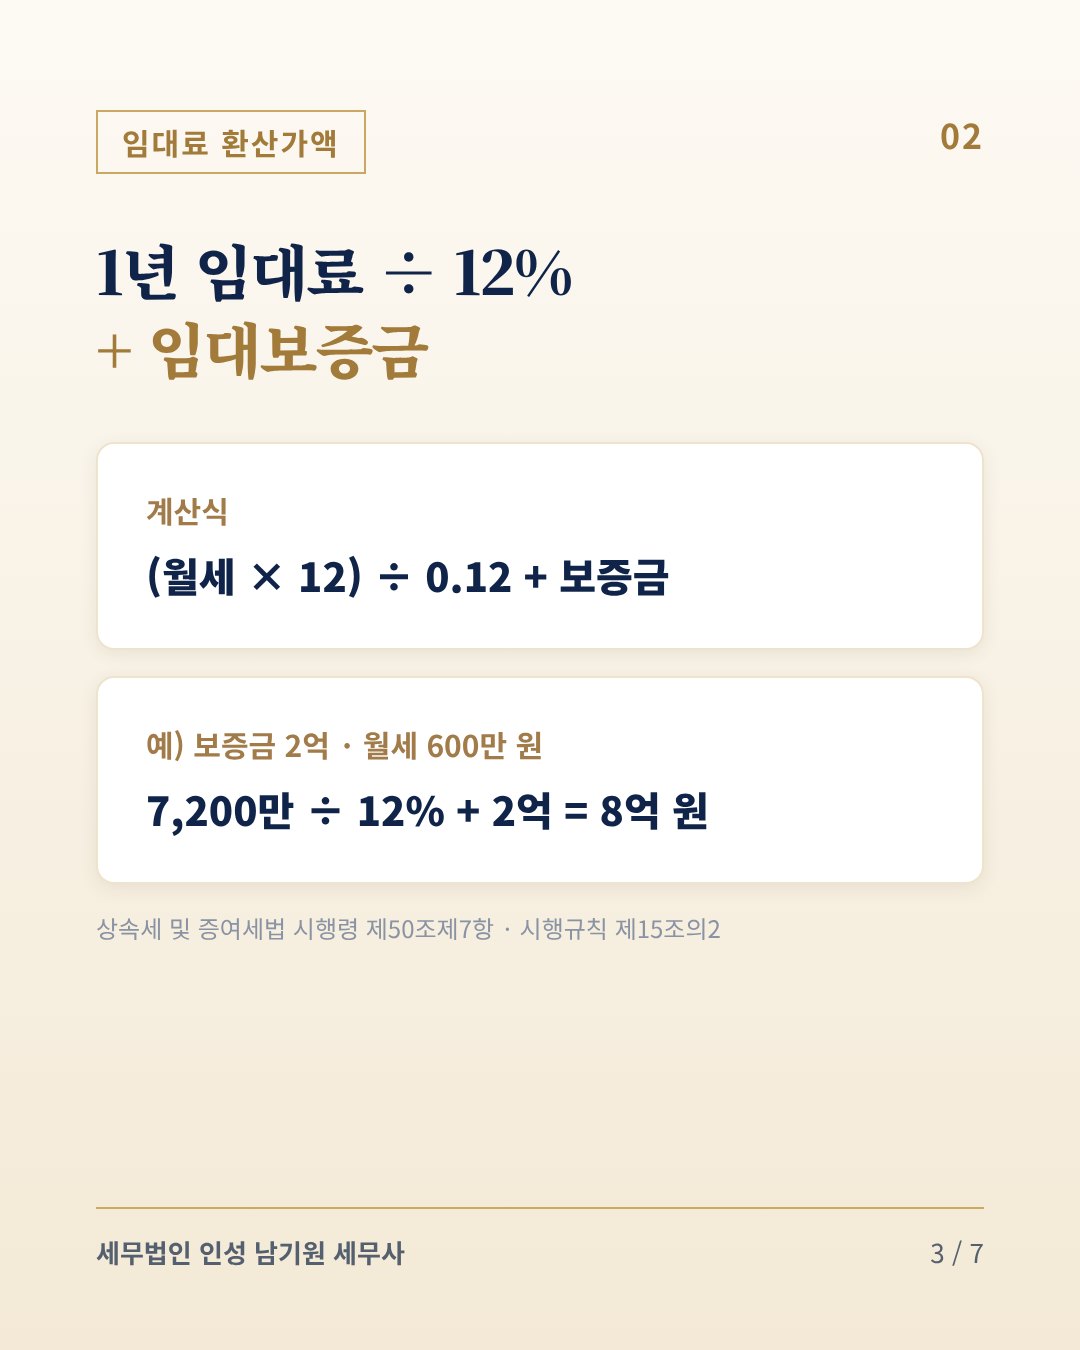 임대료 환산가액
02
1년 임대료 ÷ 12%
+ 임대보증금
계산식
(월세 × 12) ÷ 0.12 + 보증금
예) 보증금 2억 · 월세 600만 원
7,200만 ÷ 12% + 2억 = 8억 원
상속세 및 증여세법 시행령 제50조제7항 · 시행규칙 제15조의2
세무법인 인성 남기원 세무사
3 / 7